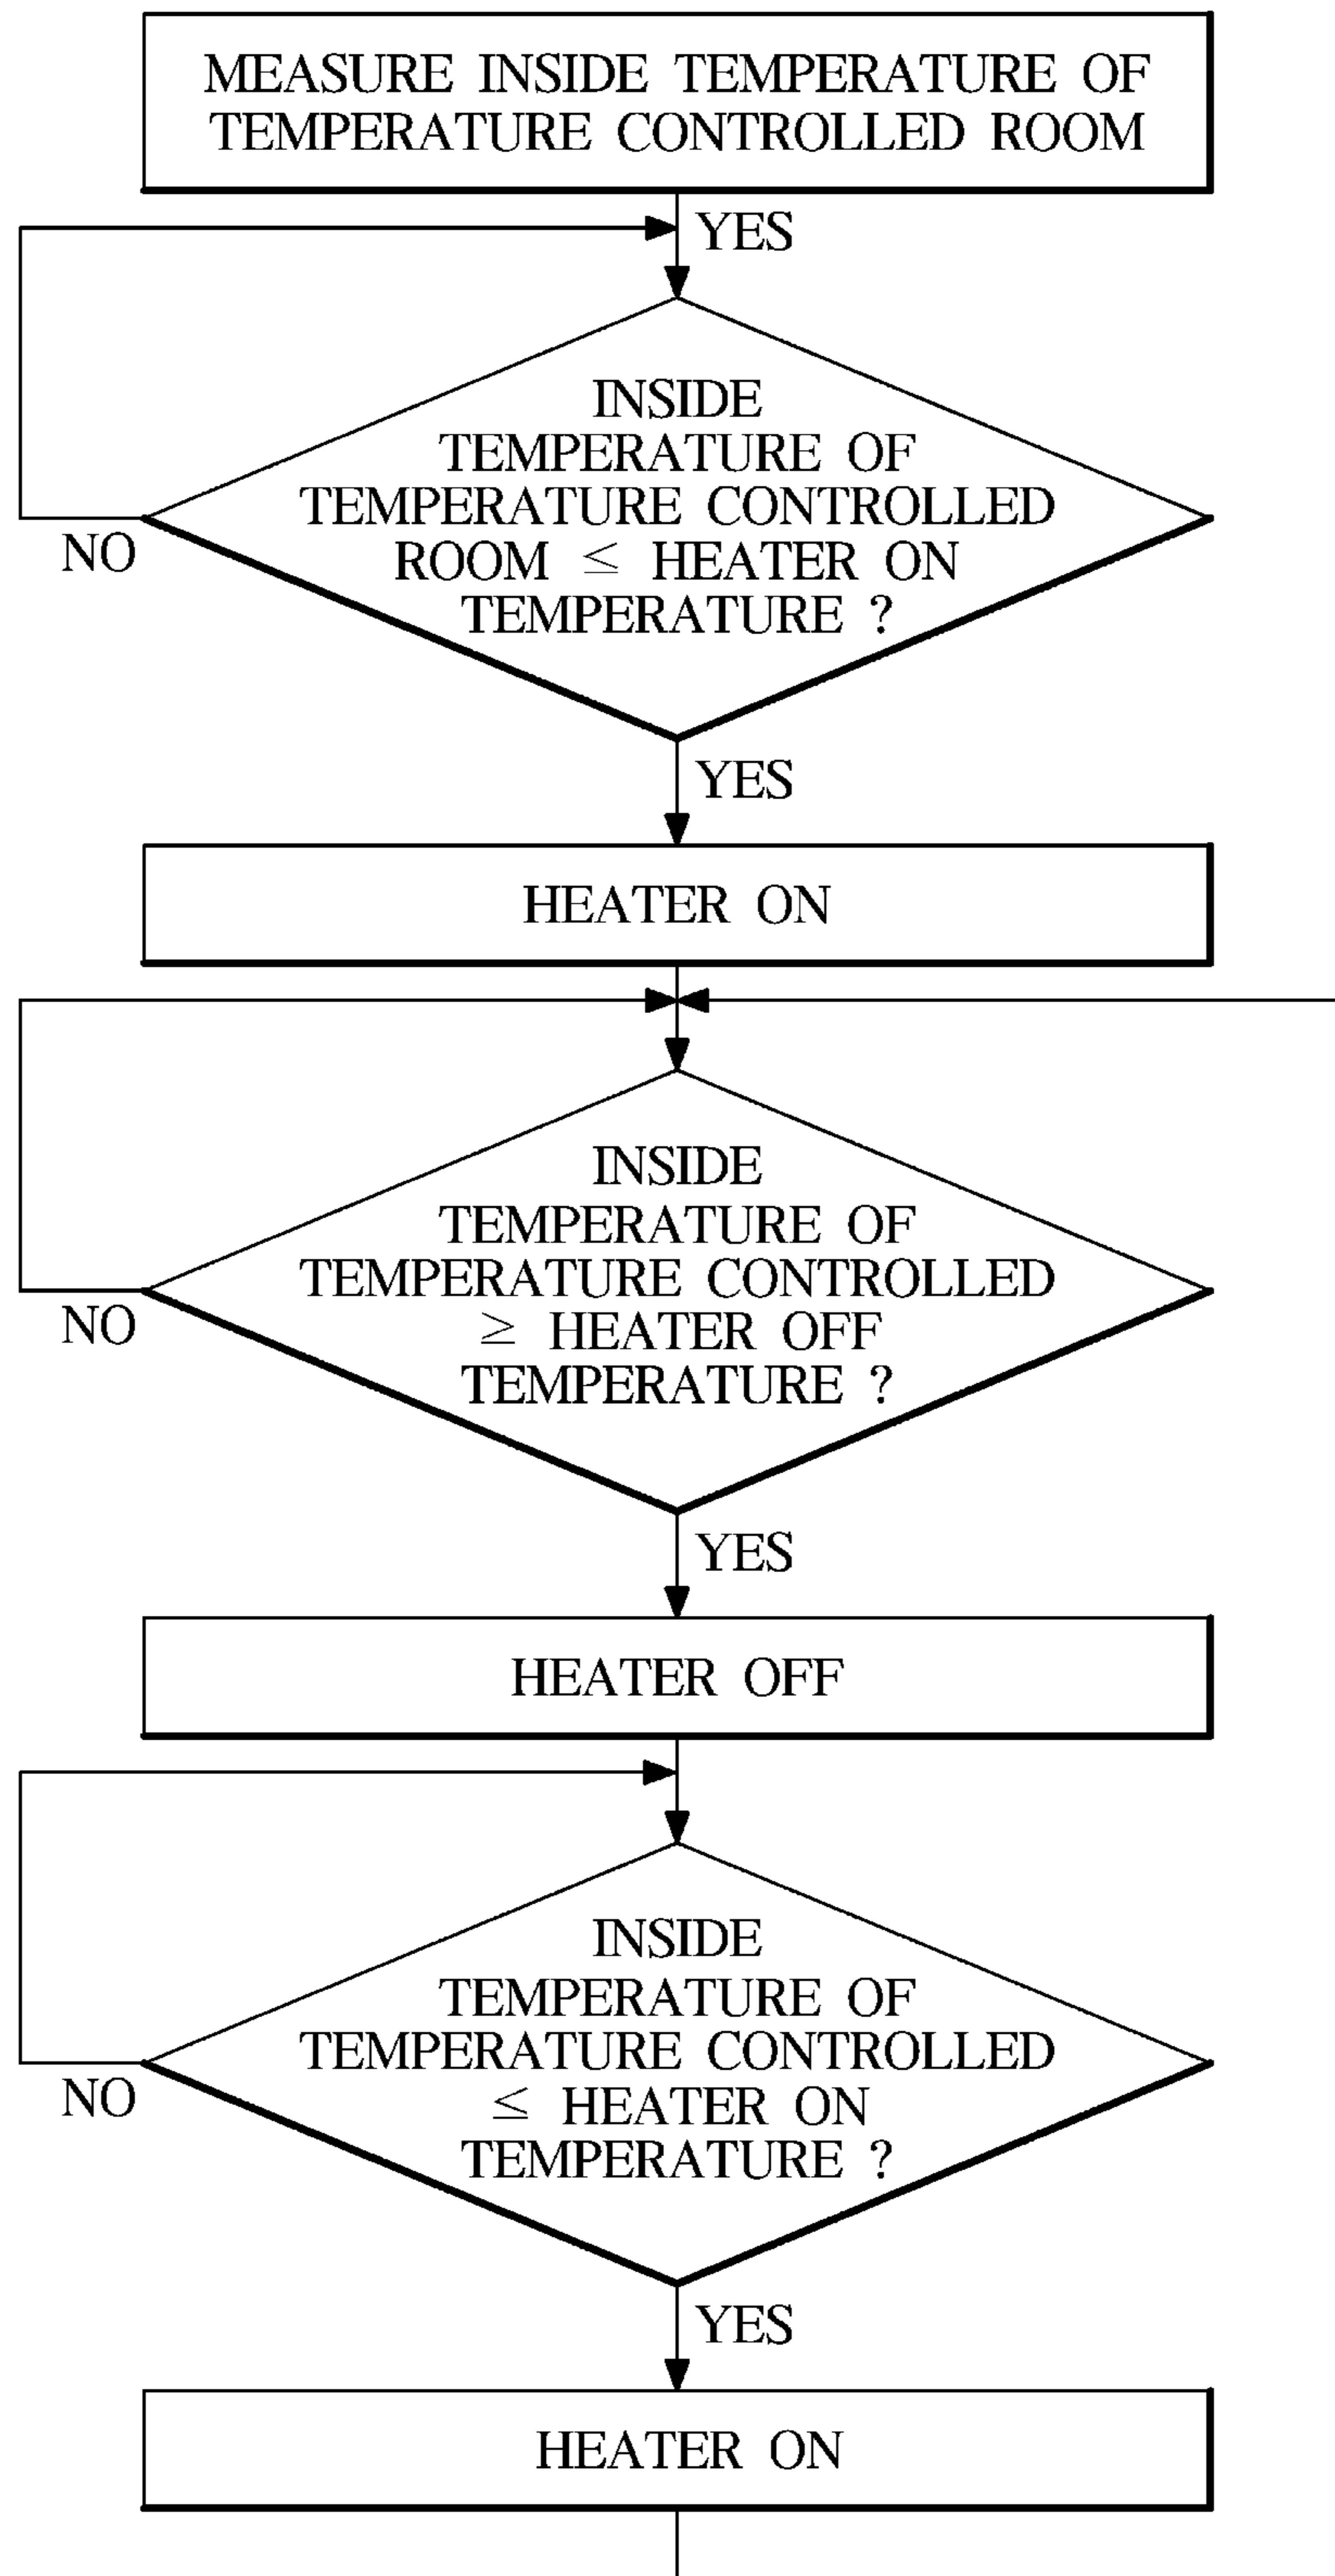 MEASURE INSIDE TEMPERATURE OF
TEMPERATURE CONTROLLED ROOM
YES
INSIDE
TEMPERATURE OF
TEMPERATURE CONTROLLED
ROOM ≤ HEATER ON
TEMPERATURE ?
NO
YES
HEATER ON
INSIDE
TEMPERATURE OF
TEMPERATURE CONTROLLED
≥ HEATER OFF
TEMPERATURE ?
NO
YES
HEATER OFF
INSIDE
TEMPERATURE OF
TEMPERATURE CONTROLLED
≤ HEATER ON
TEMPERATURE ?
NO
YES
HEATER ON